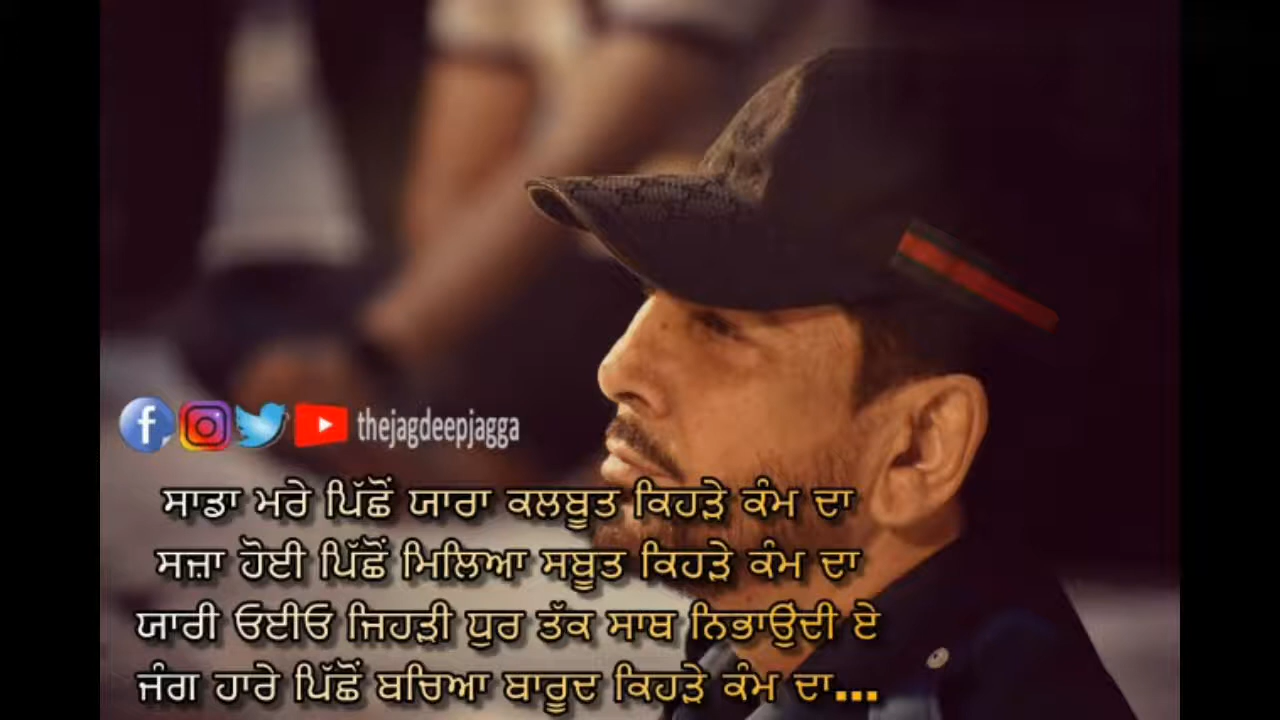 thejagdeepjagga
ਸਾਡਾ ਮਰੇ ਪਿੱਛੋਂ ਯਾਰਾ ਕਲਬੂਤ ਕਿਹੜੇ ਕੰਮ ਦਾ
ਸਜ਼ਾ ਹੋਈ ਪਿੱਛੋਂ ਮਿਲਿਆ ਸਬੂਤ ਕਿਹੜੇ ਕੰਮ ਦਾ
ਯਾਰੀ ਓਈਓ ਜਿਹੜੀ ਧੁਰ ਤੱਕ ਸਾਥ ਨਿਭਾਉਂਦੀ ਏ
ਜੰਗ ਹਾਰੇ ਪਿੱਛੋਂ ਬਚਿਆ ਬਾਰੂਦ ਕਿਹੜੇ ਕੰਮ ਦਾ...